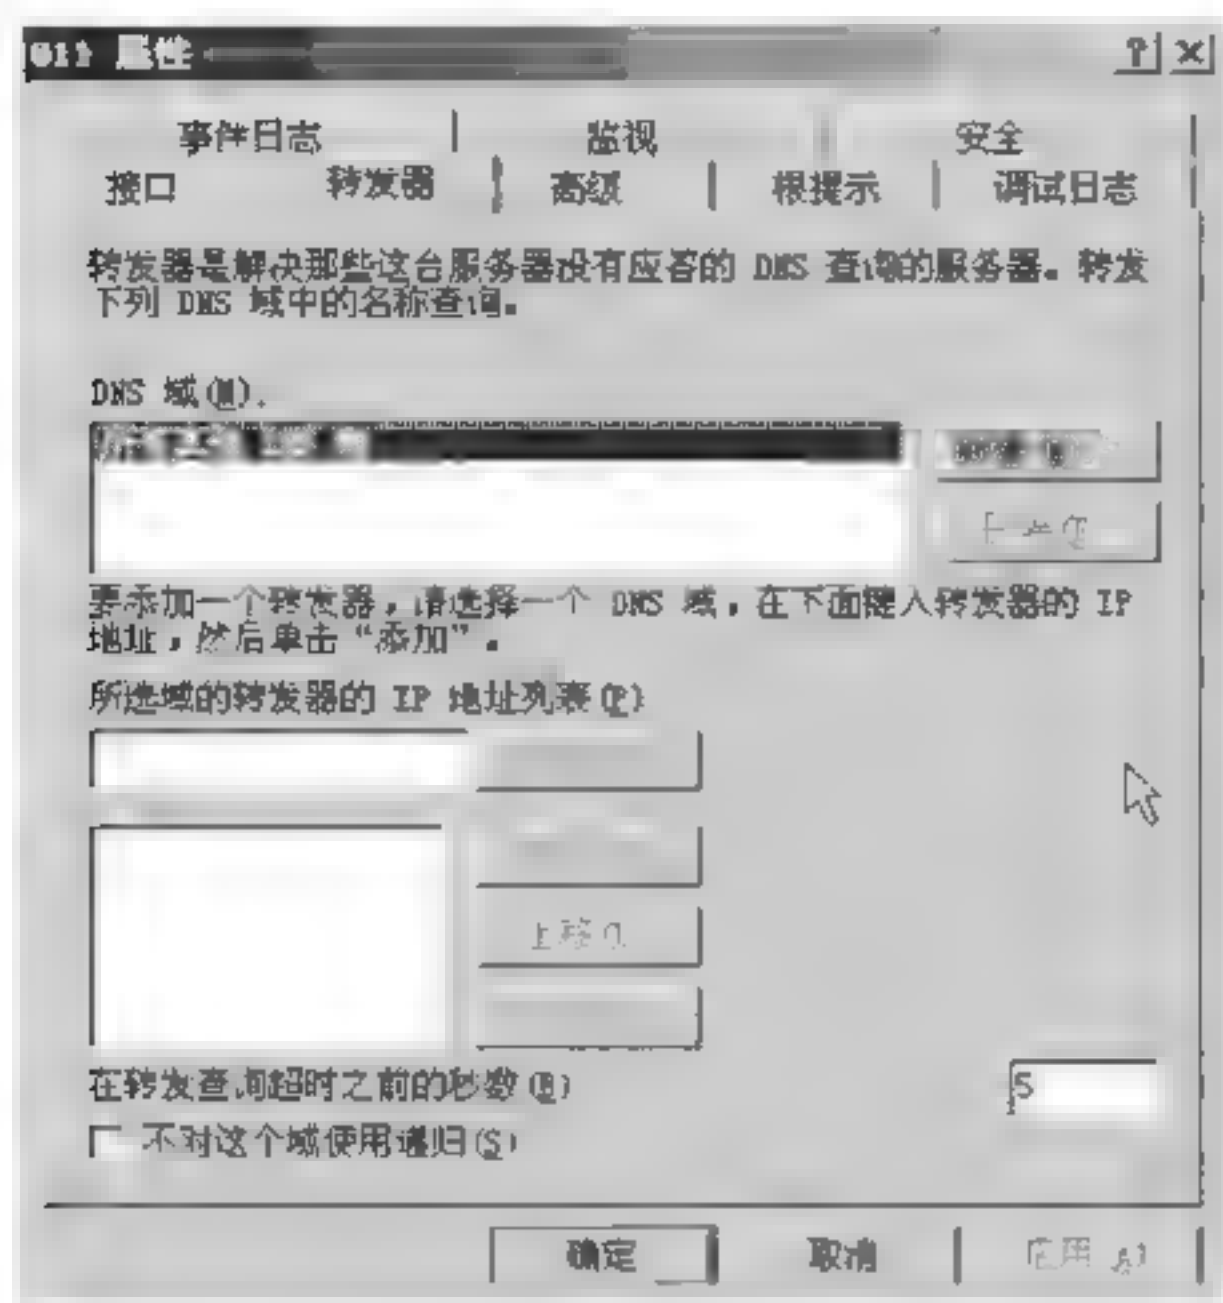 属性
事件日志 监视 安全
接口 转发器 高级 根提示 调试日志
转发器是解决那些这台服务器没有应答的 DNS 查询的服务器。转发
下列 DNS 域中的名称查询。
DNS 域(M).
要添加一个转发器，请选择一个 DNS 域，在下面键入转发器的 IP
地址，然后单击“添加”。
所选域的转发器的 IP 地址列表(P)
上移
在转发查询超时之前的秒数
5
不对这个域使用递归(S)
确定 取消 应用(A)